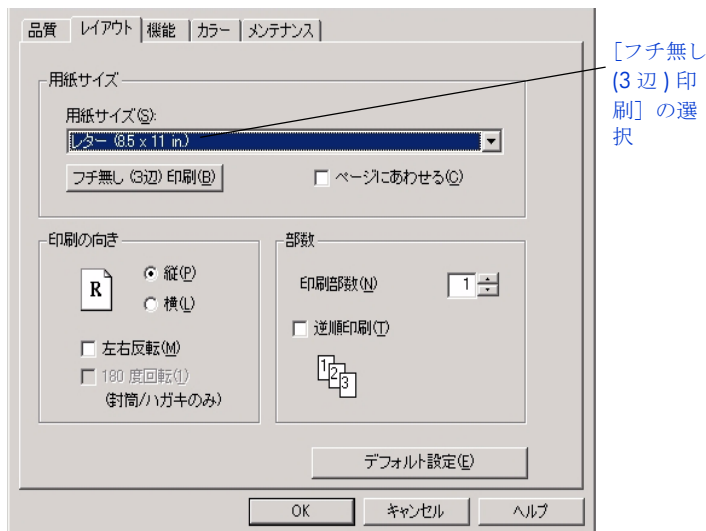 品質 レイアウト 機能 カラー メンテナンス
用紙サイズ
用紙サイズ(S):
レター (8.5 x 11 in.)
フチ無し (3辺) 印刷(B) ページにあわせる(C)
印刷の向き
R
縦(P)
横(L)
左右反転(M)
180 度回転(1)
(封筒/ハガキのみ)
部数
印刷部数(N) 1
逆順印刷(T)
1
2
3
デフォルト設定(E)
OK キャンセル ヘルプ
[フチ無し
(3 辺 ) 印
刷] の選
択